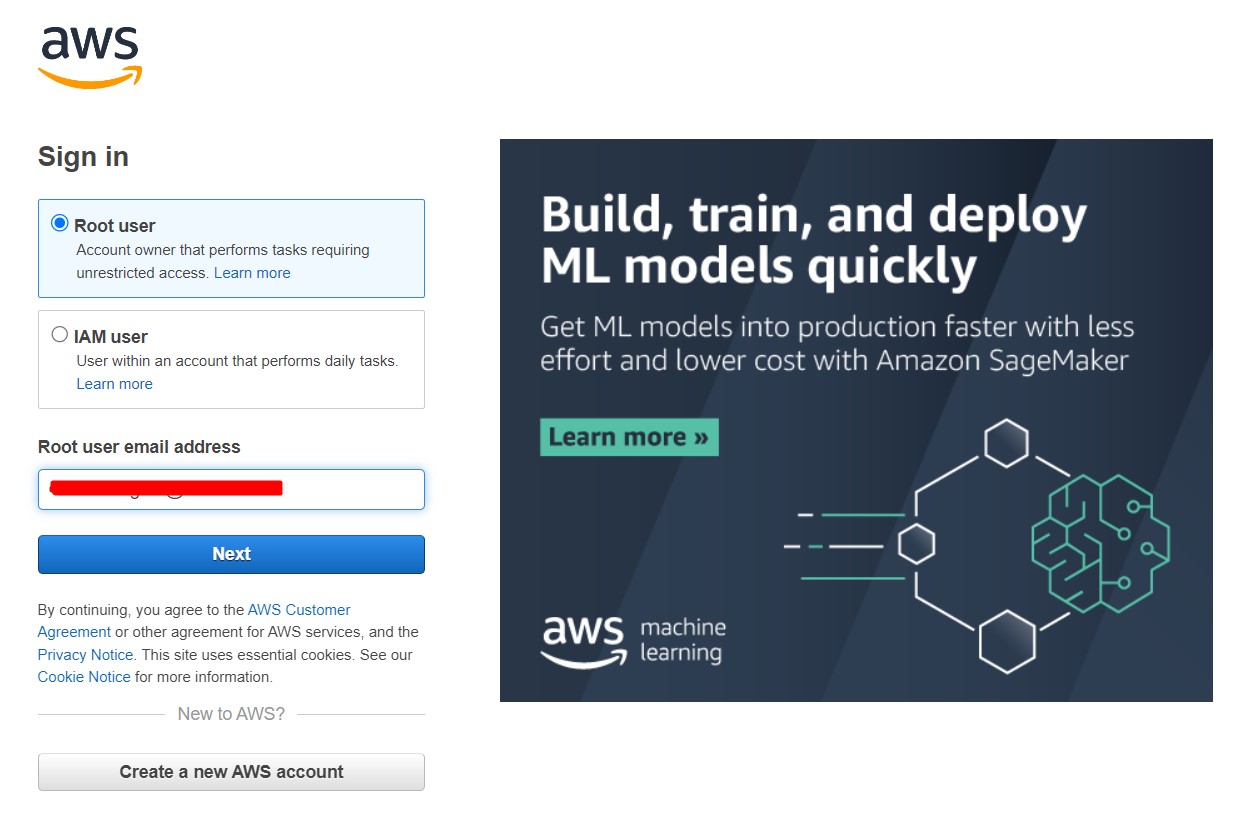 aws
Sign in
Root user
Account owner that performs tasks requiring
unrestricted access. Learn more
IAM user
User within an account that performs daily tasks.
Learn more
Root user email address
Next
By continuing, you agree to the AWS Customer
Agreement or other agreement for AWS services, and the
Privacy Notice. This site uses essential cookies. See our
Cookie Notice for more information.
New to AWS?
Create a new AWS account
Build, train, and deploy
ML models quickly
Get ML models into production faster with less
effort and lower cost with Amazon SageMaker
Learn more »
aws machine
learning